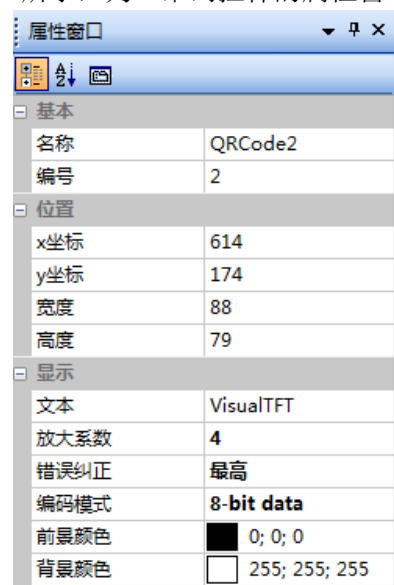 属性窗口
基本
名称 QRCode2
编号 2
位置
x坐标 614
y坐标 174
宽度 88
高度 79
显示
文本 VisualTFT
放大系数 4
错误纠正 最高
编码模式 8-bit data
前景颜色 0; 0; 0
背景颜色 255; 255; 255